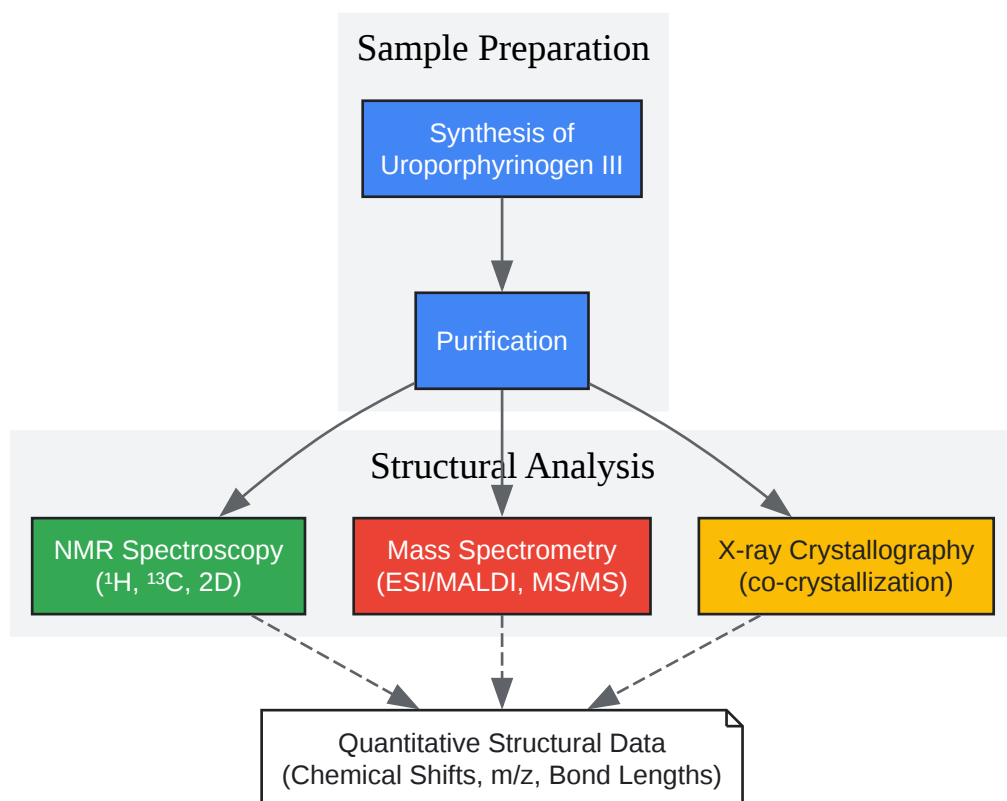 Sample Preparation
Synthesis of
Uroporphyrinogen III
Purification
Structural Analysis
NMR Spectroscopy
(¹H, ¹³C, 2D)
Mass Spectrometry
(ESI/MALDI, MS/MS)
X-ray Crystallography
(co-crystallization)
Quantitative Structural Data
(Chemical Shifts, m/z, Bond Lengths)